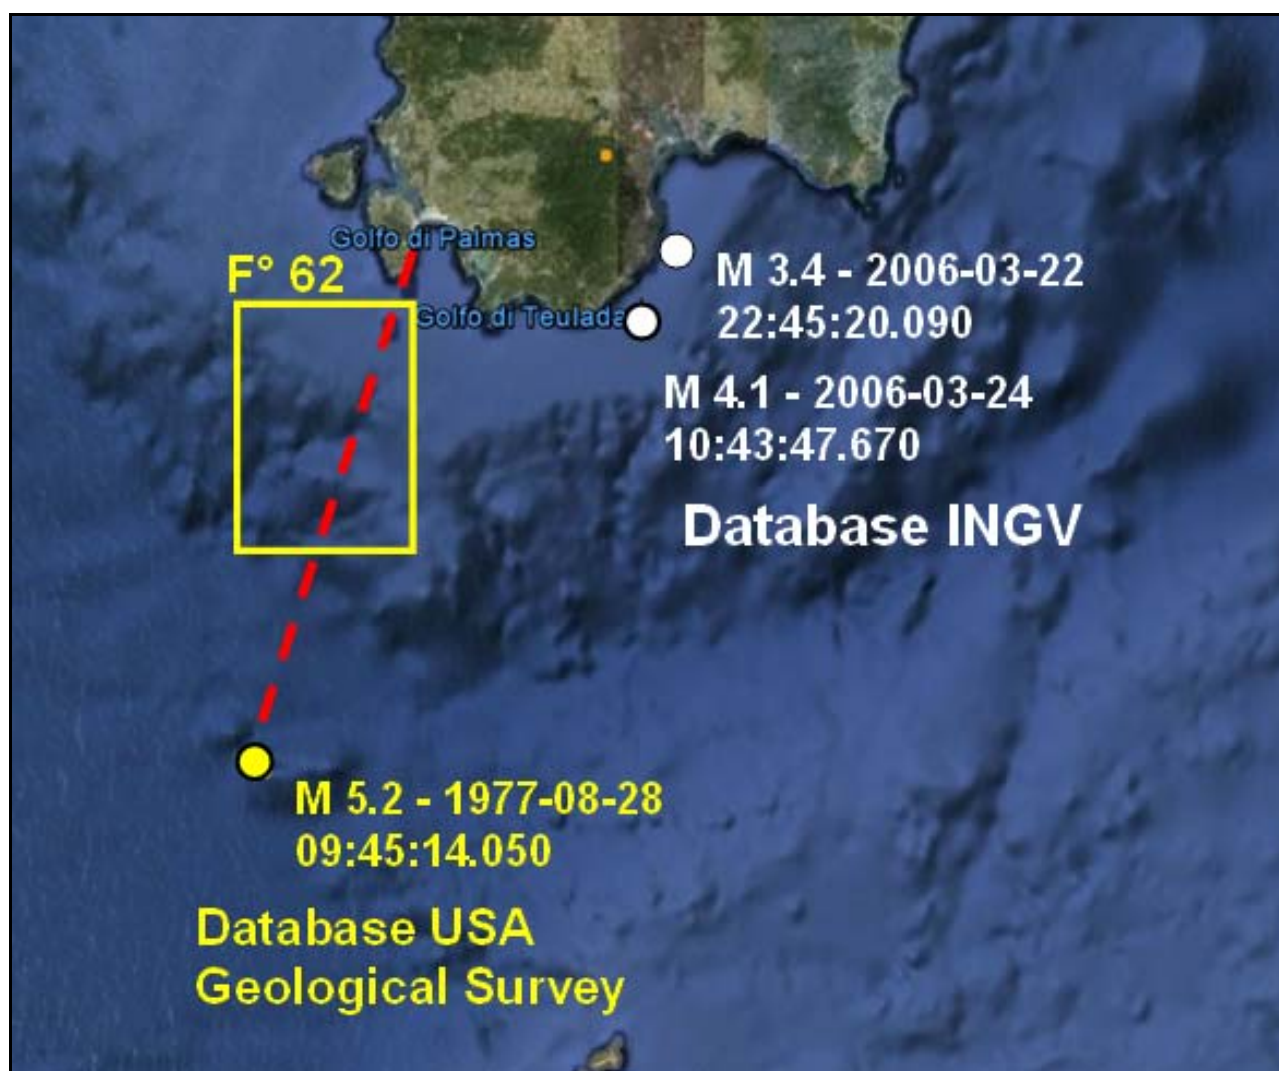 Golfo di Palmas
F° 62
Golfo di Teulada
M 3.4 - 2006-03-22
22:45:20.090
M 4.1 - 2006-03-24
10:43:47.670
Database INGV
M 5.2 - 1977-08-28
09:45:14.050
Database USA
Geological Survey